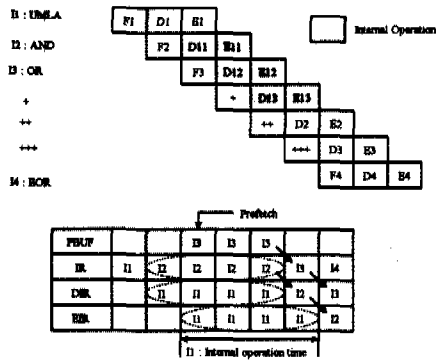 I1 : UMLA
F1 D1 E1
Internal Operation
I2 : AND
F2 D11 E11
I3 : OR
F3 D12 E12
+
+ D13 E13
++
++ D2 E2
+++
+++ D3 E3
I4 : EOR
F4 D4 E4
Prefetch
PBUF I3 I3 I3
IR I1 I2 I2 I2 I2 I3 I4
DIR I1 I1 I1 I1 I2 I3
EIR I1 I1 I1 I1 I2
I1 : Internal operation time